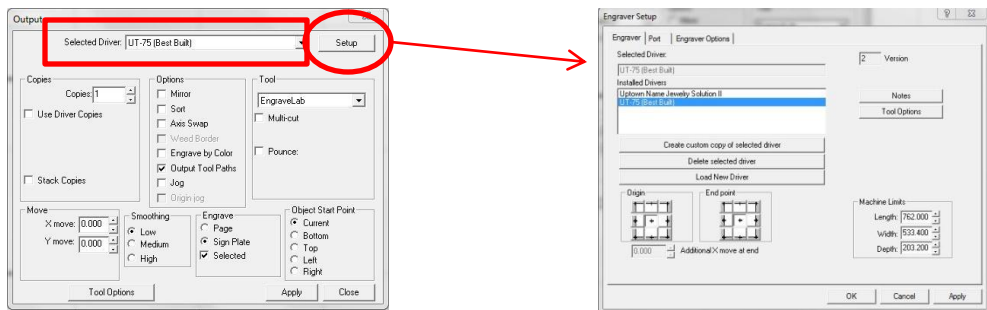 Output
Selected Driver: UT-75 (Best Built)
Setup
Copies
Copies: 1
Use Driver Copies
Stack Copies
Options
Mirror
Sort
Axis Swap
Weed Border
Engrave by Color
Output Tool Paths
Jog
Origin jog
Tool
EngraveLab
Multi-cut
Pounce:
Move
X move: 0.000
Y move: 0.000
Smoothing
Low
Medium
High
Engrave
Page
Sign Plate
Selected
Object Start Point
Current
Bottom
Top
Left
Right
Tool Options
Apply
Close
Engraver Setup
Engraver
Port
Engraver Options
Selected Driver:
UT-75 (Best Built)
Installed Drivers
Uptown Name Jewelry Solution II
UT-75 (Best Built)
Create custom copy of selected driver
Delete selected driver
Load New Driver
Origin
End point
0.000
Additional X move at end
2 Version
Notes
Tool Options
Machine Limits
Length: 762.000
Width: 533.400
Depth: 203.200
OK
Cancel
Apply